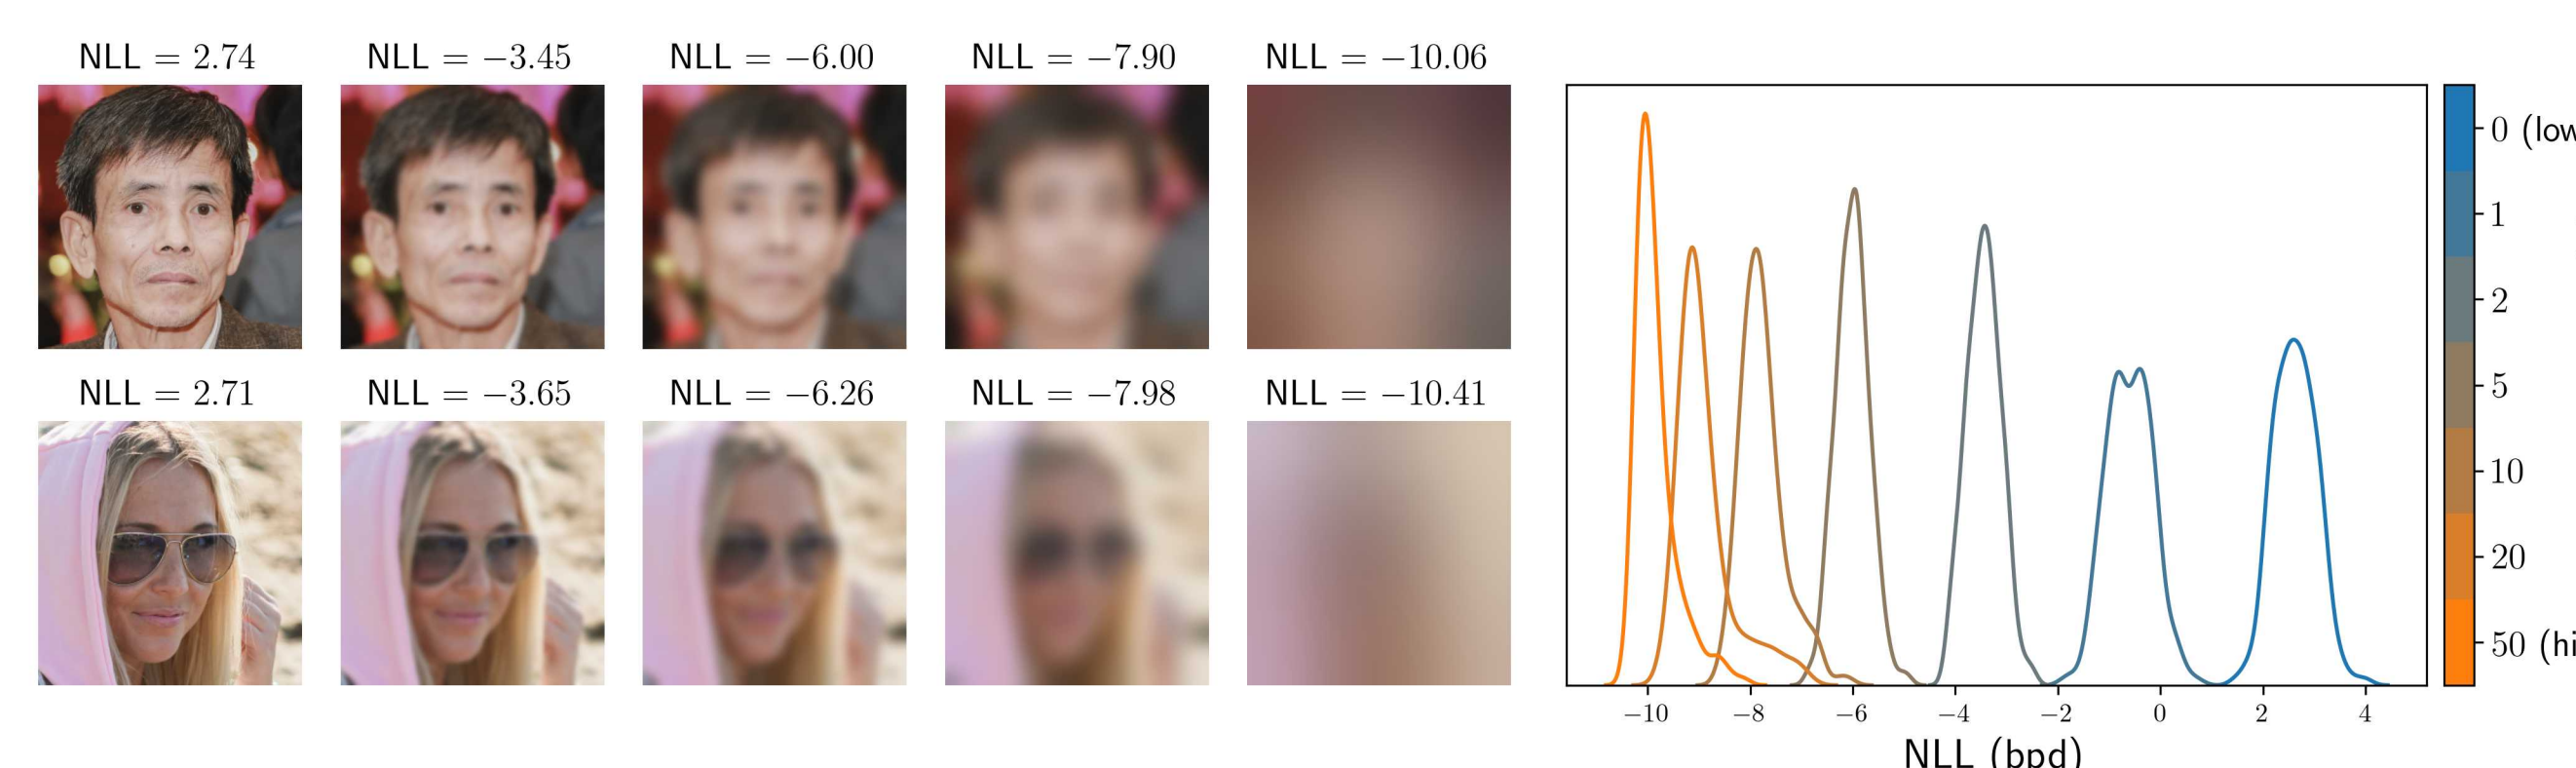 NLL = 2.74
NLL = −3.45
NLL = −6.00
NLL = −7.90
NLL = −10.06
NLL = 2.71
NLL = −3.65
NLL = −6.26
NLL = −7.98
NLL = −10.41
−10
−8
−6
−4
−2
0
2
4
NLL (bpd)
0 (low
1
2
5
10
20
50 (hi